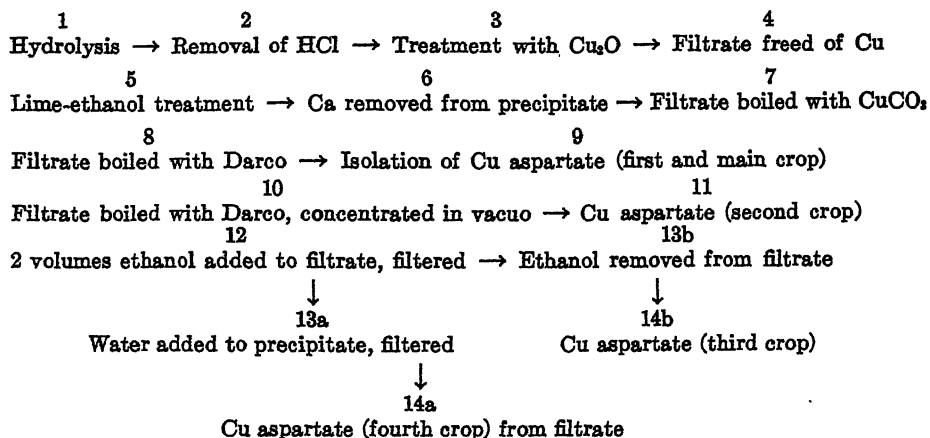 1 2 3 4
Hydrolysis → Removal of HCl → Treatment with Cu₂O → Filtrate freed of Cu
5 6 7
Lime-ethanol treatment → Ca removed from precipitate → Filtrate boiled with CuCO₃
8 9
Filtrate boiled with Darco → Isolation of Cu aspartate (first and main crop)
10 11
Filtrate boiled with Darco, concentrated in vacuo → Cu aspartate (second crop)
12 13b
2 volumes ethanol added to filtrate, filtered → Ethanol removed from filtrate
↓ ↓
13a 14b
Water added to precipitate, filtered Cu aspartate (third crop)
↓
14a
Cu aspartate (fourth crop) from filtrate